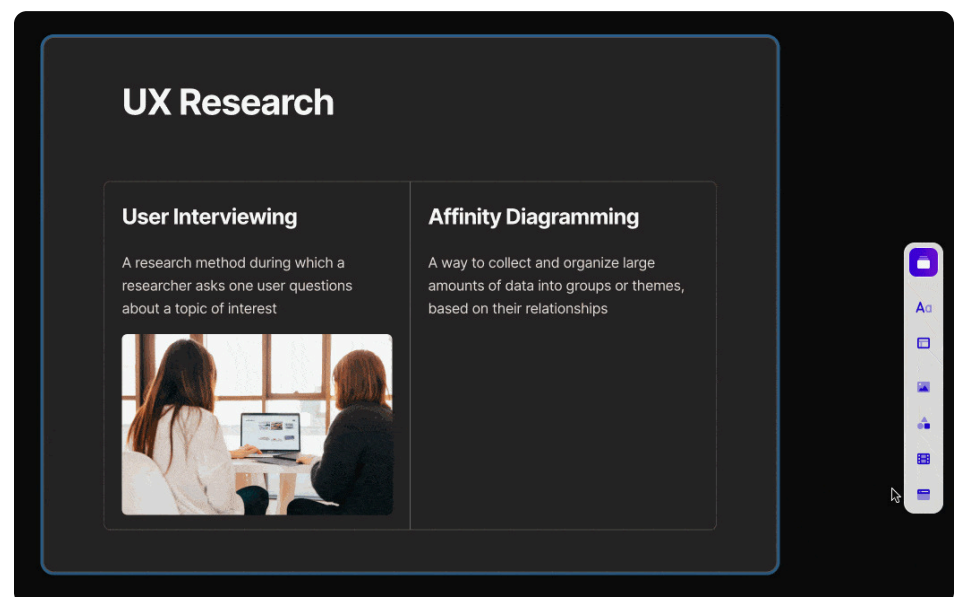 UX Research
User Interviewing
A research method during which a
researcher asks one user questions
about a topic of interest
Affinity Diagramming
A way to collect and organize large
amounts of data into groups or themes,
based on their relationships
Aa